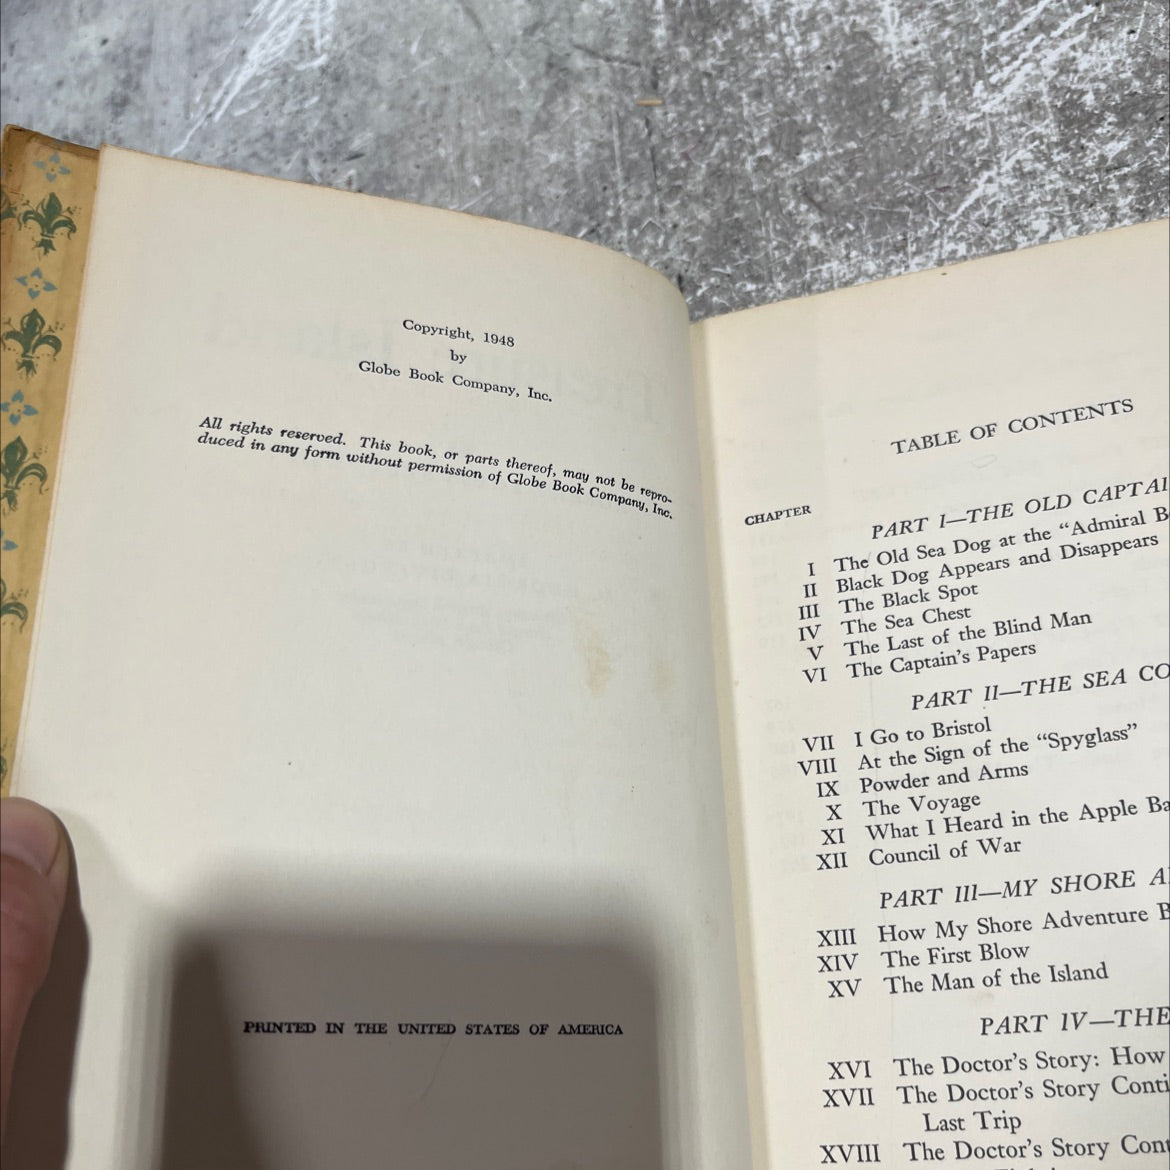 Copyright, 1948
by
Globe Book Company, Inc.
All rights reserved. This book, or parts thereof, may not be repro-
duced in any form without permission of Globe Book Company, Inc.
PRINTED IN THE UNITED STATES OF AMERICA
TABLE OF CONTENTS
CHAPTER
PART I—THE OLD CAPTAI
I The Old Sea Dog at the “Admiral B
II Black Dog Appears and Disappears
III The Black Spot
IV The Sea Chest
V The Last of the Blind Man
VI The Captain’s Papers
PART II—THE SEA CO
VII I Go to Bristol
VIII At the Sign of the “Spyglass”
IX Powder and Arms
X The Voyage
XI What I Heard in the Apple Ba
XII Council of War
PART III—MY SHORE A
XIII How My Shore Adventure B
XIV The First Blow
XV The Man of the Island
PART IV—THE
XVI The Doctor’s Story: How
XVII The Doctor’s Story Conti
Last Trip
XVIII The Doctor’s Story Con